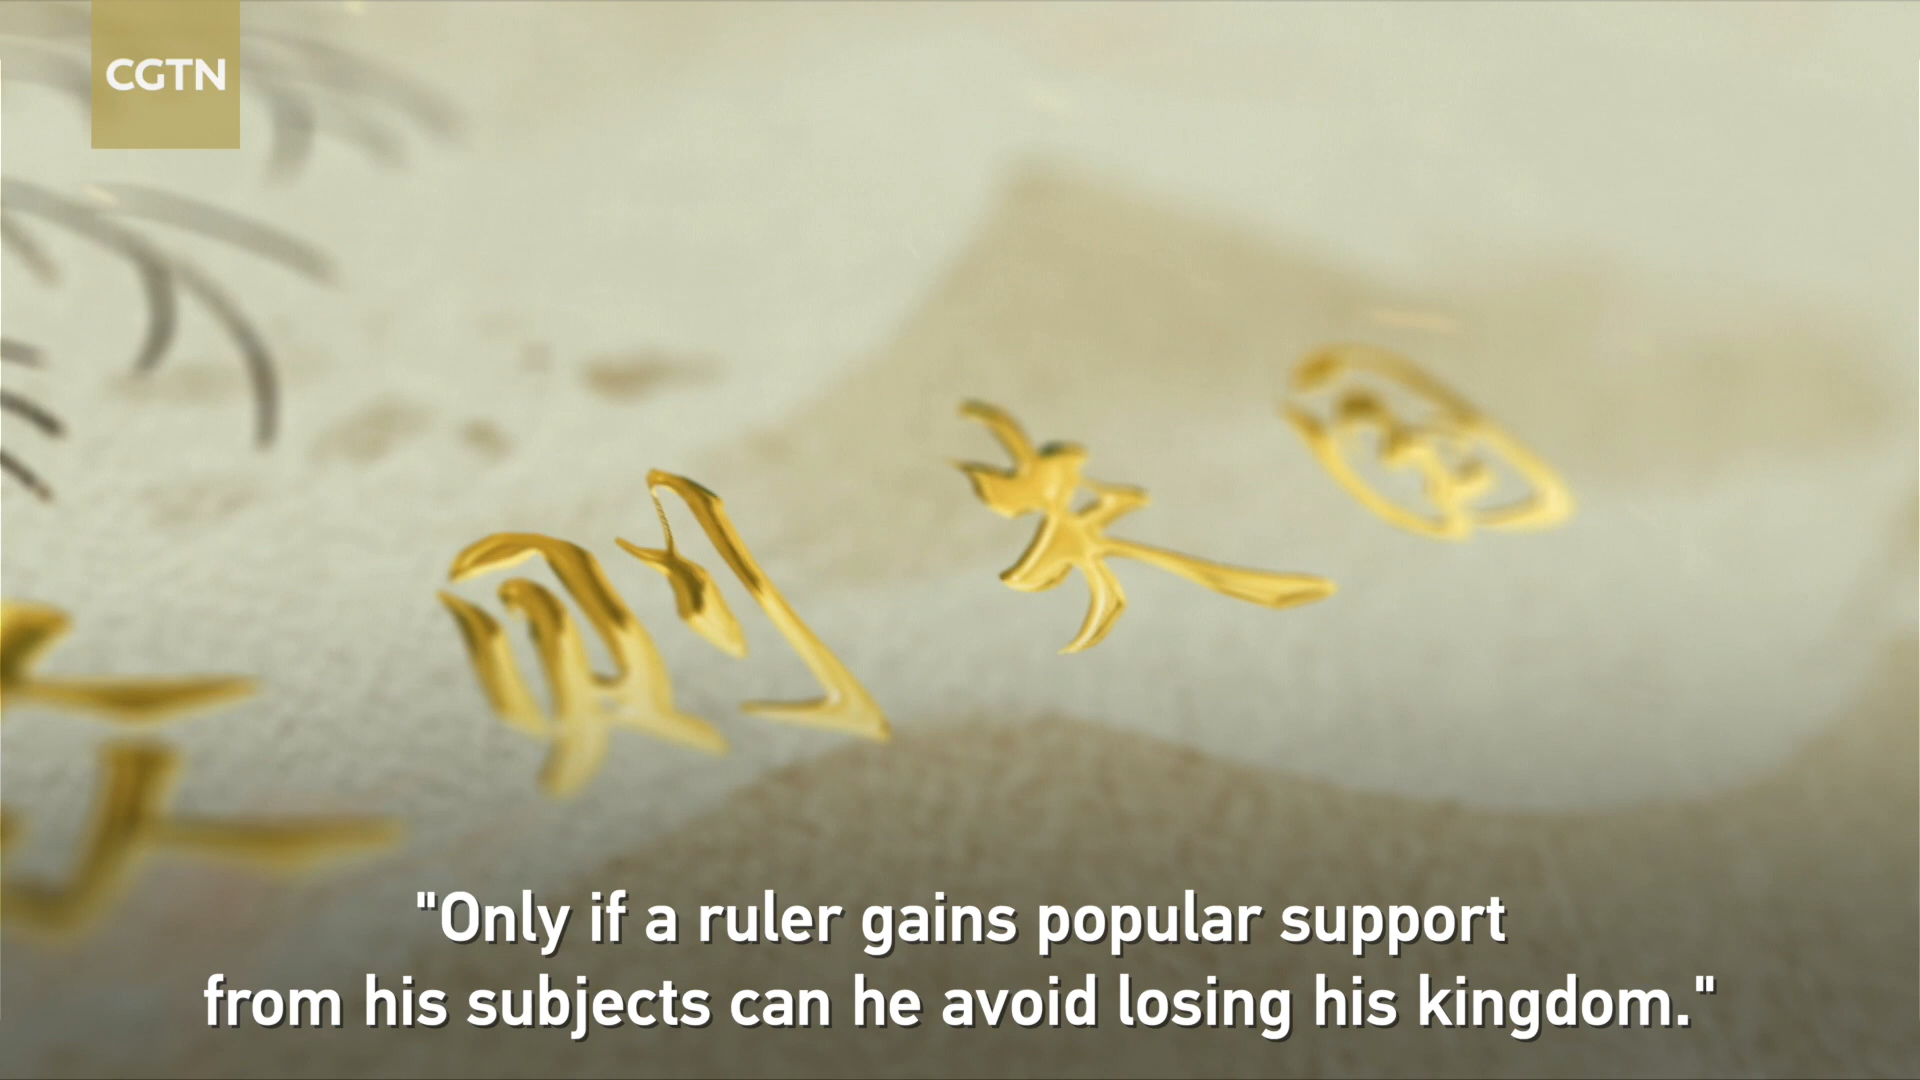 CGTN
则失国
"Only if a ruler gains popular support
from his subjects can he avoid losing his kingdom."